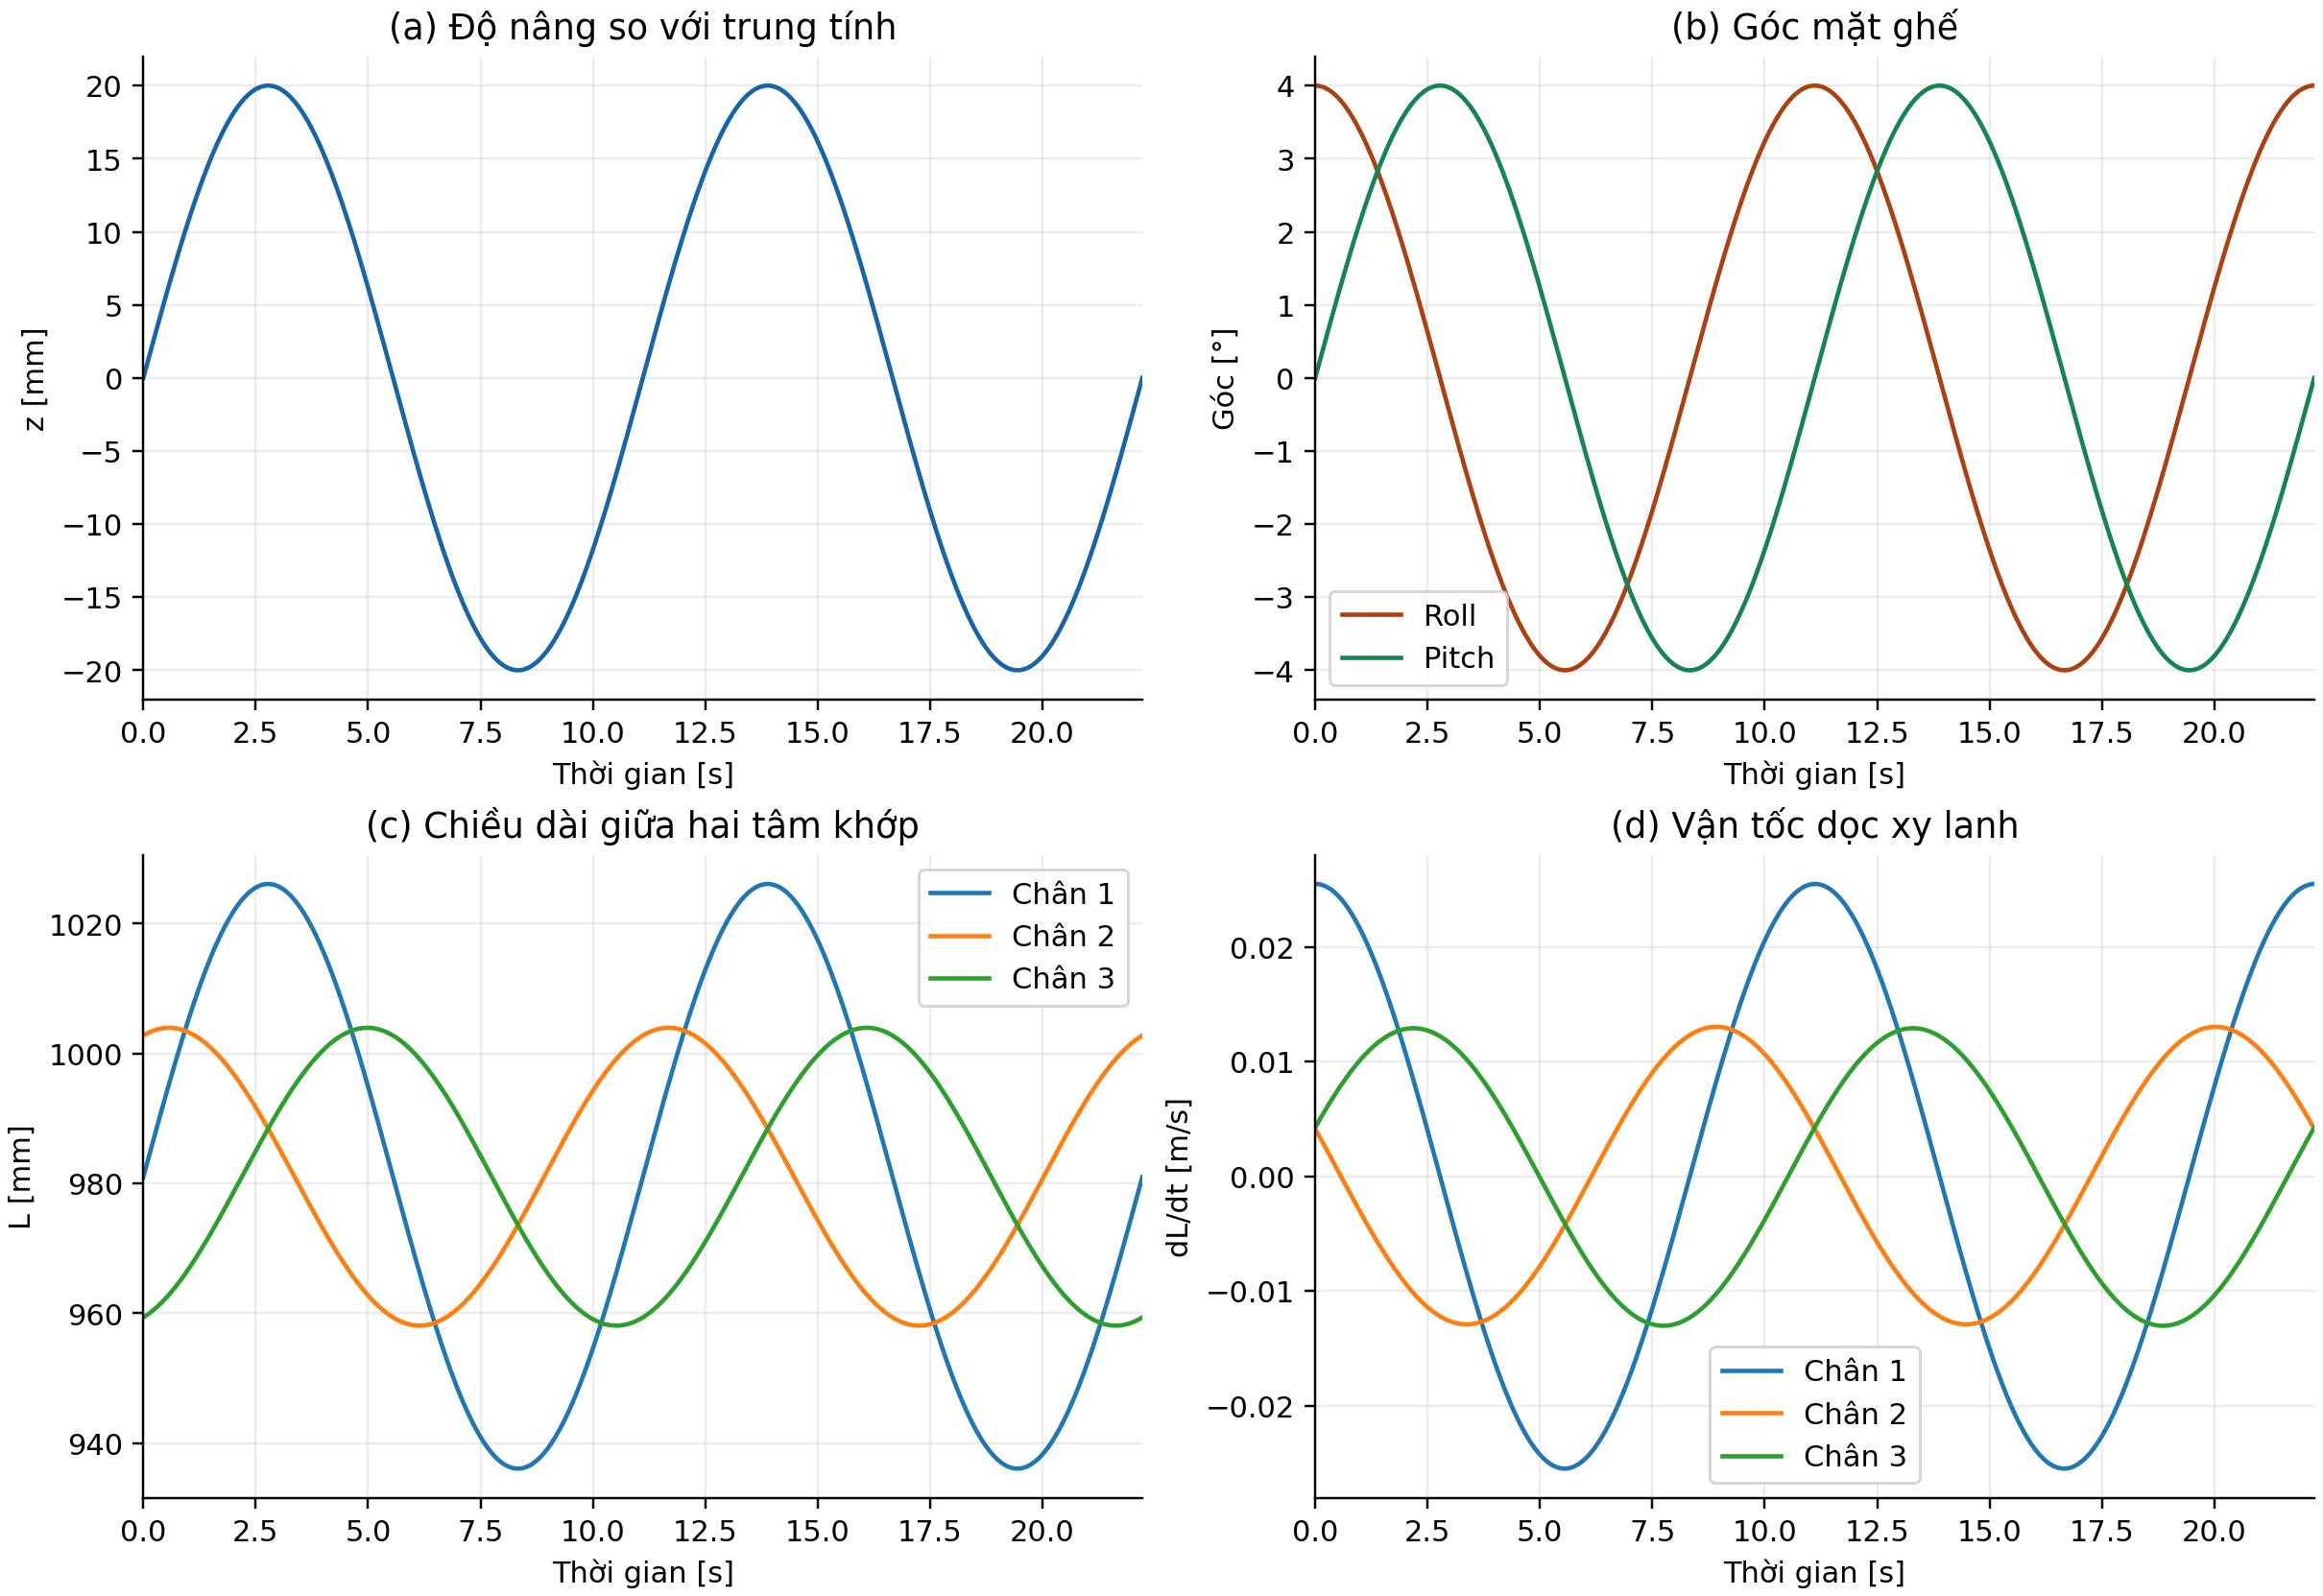 (a) Độ nâng so với trung tính
20
15
10
5
0
−5
−10
−15
−20
z [mm]
0.0 2.5 5.0 7.5 10.0 12.5 15.0 17.5 20.0
Thời gian [s]
(b) Góc mặt ghế
4
3
2
1
0
−1
−2
−3
−4
Góc [°]
Roll
Pitch
0.0 2.5 5.0 7.5 10.0 12.5 15.0 17.5 20.0
Thời gian [s]
(c) Chiều dài giữa hai tâm khớp
1020
1000
980
960
940
L [mm]
Chân 1
Chân 2
Chân 3
0.0 2.5 5.0 7.5 10.0 12.5 15.0 17.5 20.0
Thời gian [s]
(d) Vận tốc dọc xy lanh
0.02
0.01
0.00
−0.01
−0.02
dL/dt [m/s]
Chân 1
Chân 2
Chân 3
0.0 2.5 5.0 7.5 10.0 12.5 15.0 17.5 20.0
Thời gian [s]